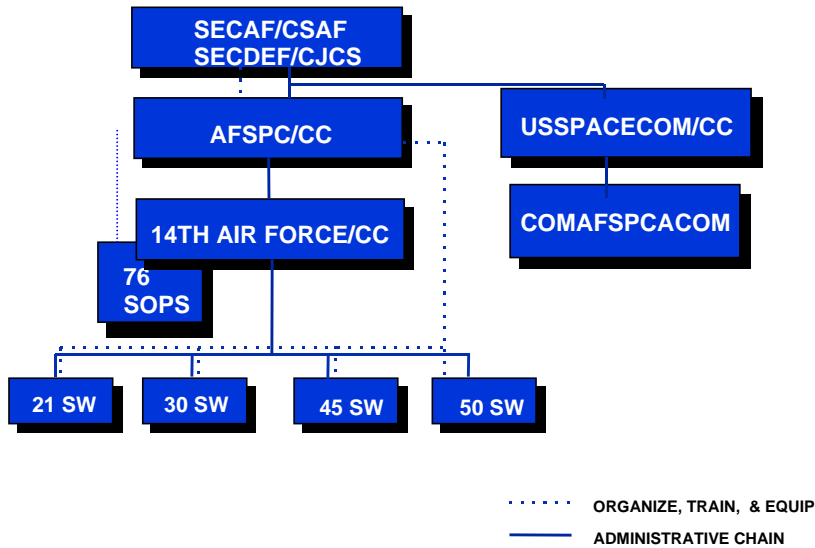 SECAF/CSAF
SECDEF/CJCS
AFSPC/CC
USSPACECOM/CC
14TH AIR FORCE/CC
COMAFSPCACOM
76
SOPS
21 SW
30 SW
45 SW
50 SW
ORGANIZE, TRAIN, & EQUIP
ADMINISTRATIVE CHAIN